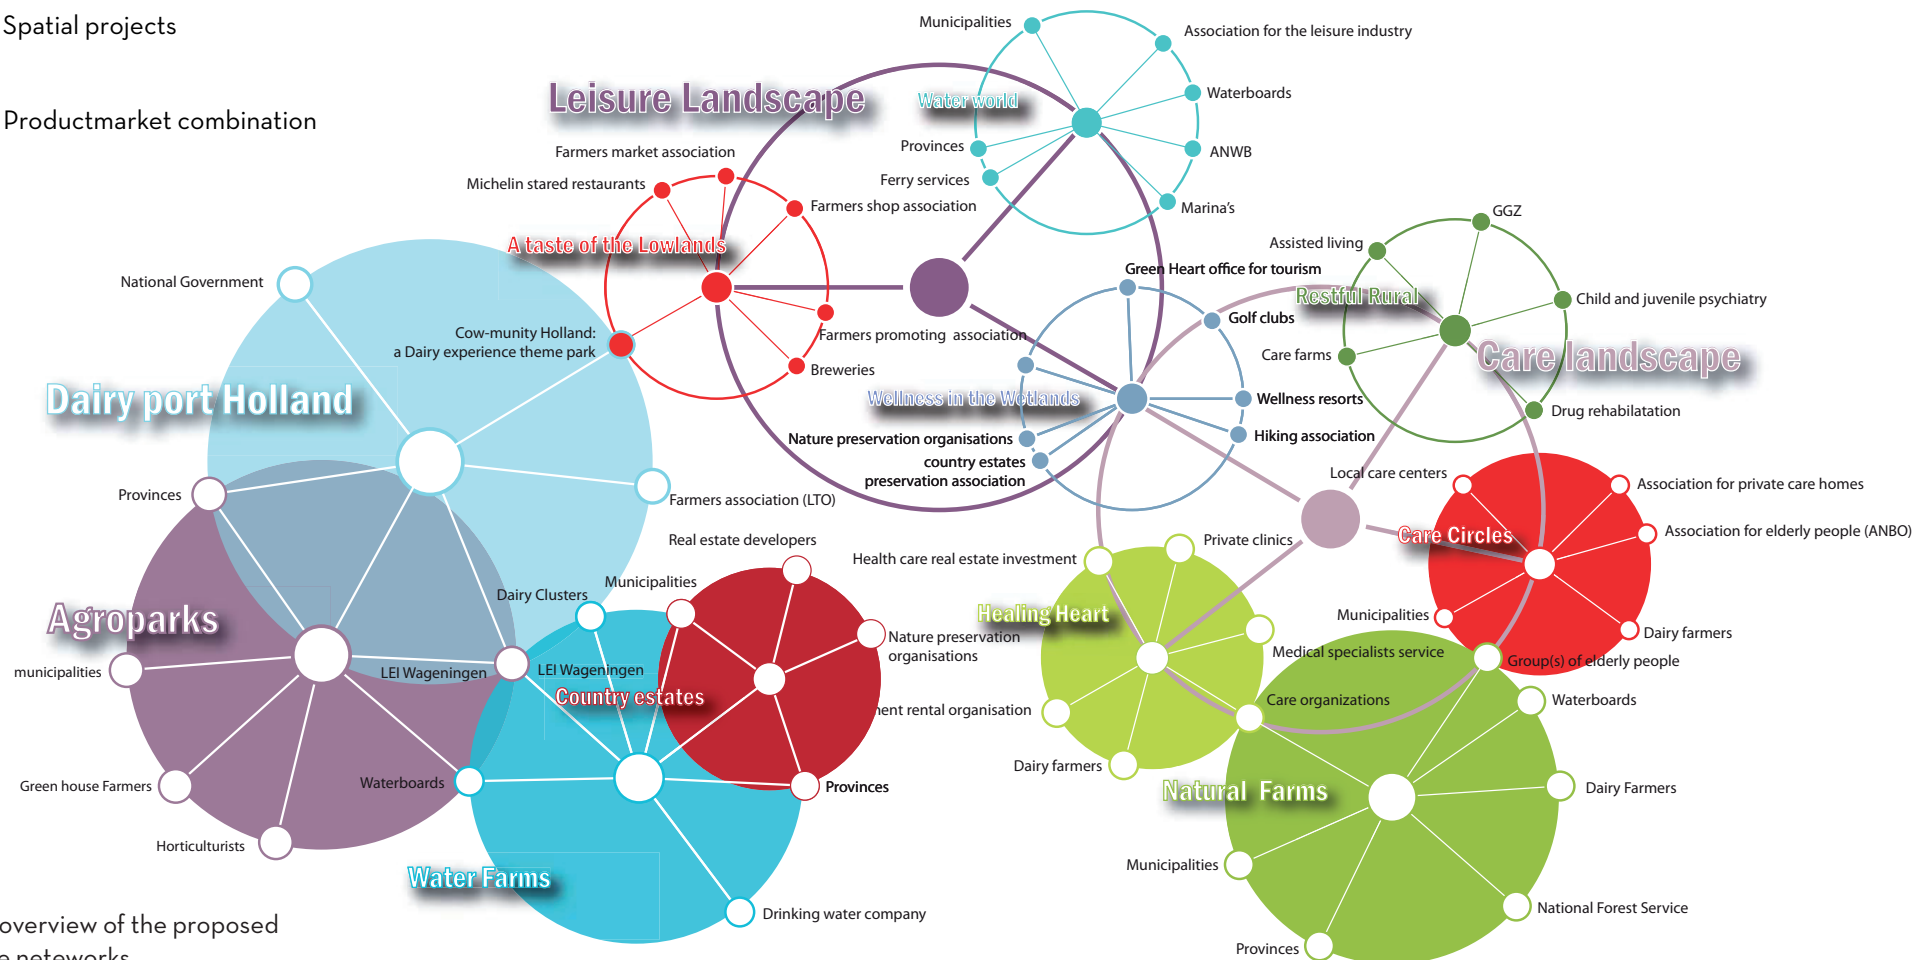 Spatial projects
Productmarket combination
Leisure Landscape
Municipalities
Association for the leisure industry
Water world
Waterboards
Provinces
ANWB
Ferry services
Marina's
Farmers market association
Michelin stared restaurants
Farmers shop association
A taste of the Lowlands
Cow-munity Holland:
a Dairy experience theme park
Farmers promoting association
Breweries
Green Heart office for tourism
Golf clubs
Wellness in the Wetlands
Wellness resorts
Nature preservation organisations
Hiking association
country estates
preservation association
GGZ
Assisted living
Restful Rural
Child and juvenile psychiatry
Care farms
Care landscape
Drug rehabilatation
National Government
Dairy port Holland
Provinces
Farmers association (LTO)
Agroparks
municipalities
LEI Wageningen
Green house Farmers
Horticulturists
Waterboards
Dairy Clusters
LEI Wageningen
Real estate developers
Municipalities
Nature preservation
organisations
Country estates
Provinces
Water Farms
Drinking water company
Local care centers
Association for private care homes
Care Circles
Association for elderly people (ANBO)
Municipalities
Dairy farmers
Group(s) of elderly people
Private clinics
Health care real estate investment
Healing Heart
Medical specialists service
Care organizations
rental organisation
Dairy farmers
Natural Farms
Waterboards
Dairy Farmers
Municipalities
National Forest Service
Provinces
overview of the proposed
neteworks